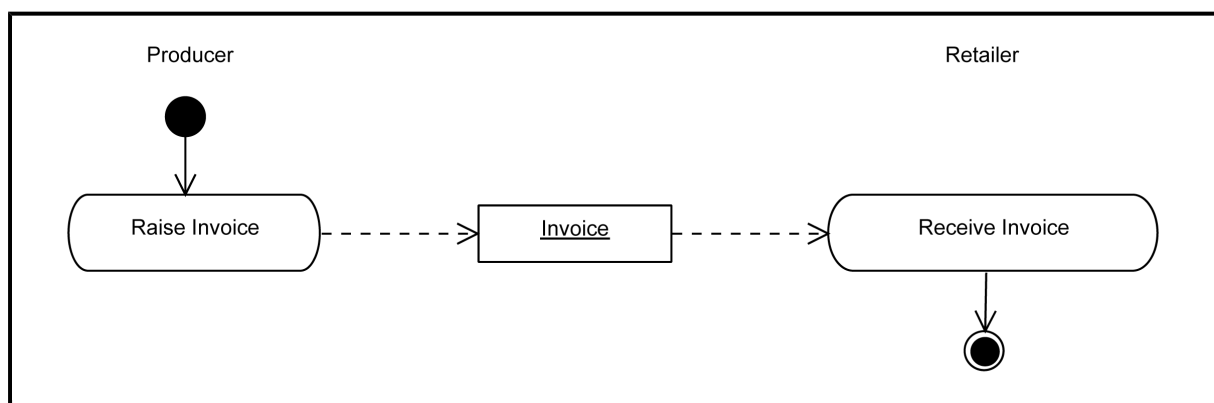 Producer
Retailer
Raise Invoice
Invoice
Receive Invoice